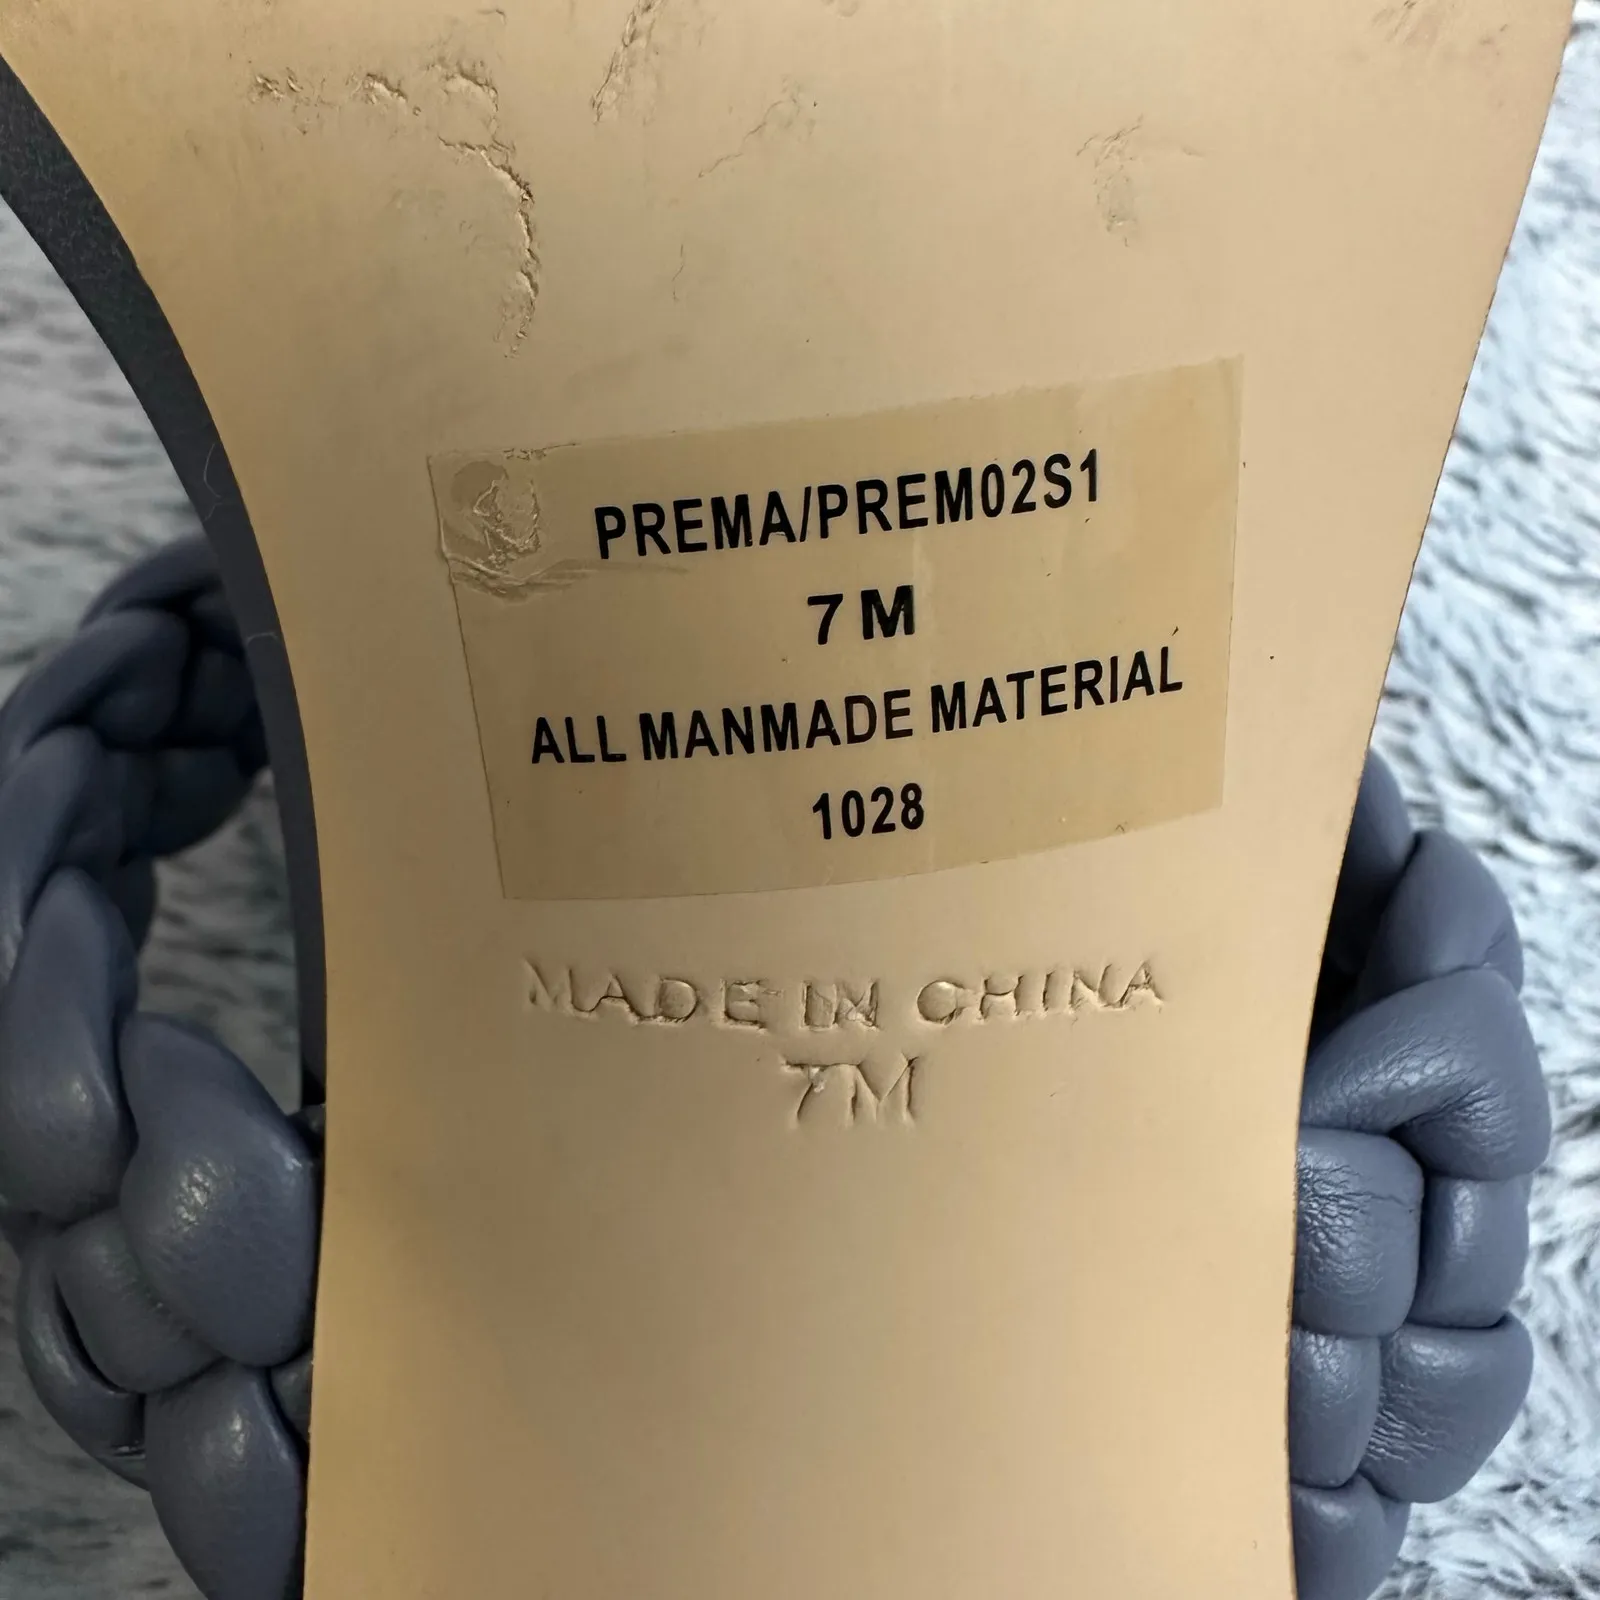 PREMA/PREM02S1
7 M
ALL MANMADE MATERIAL
1028
MADE IN CHINA
7M